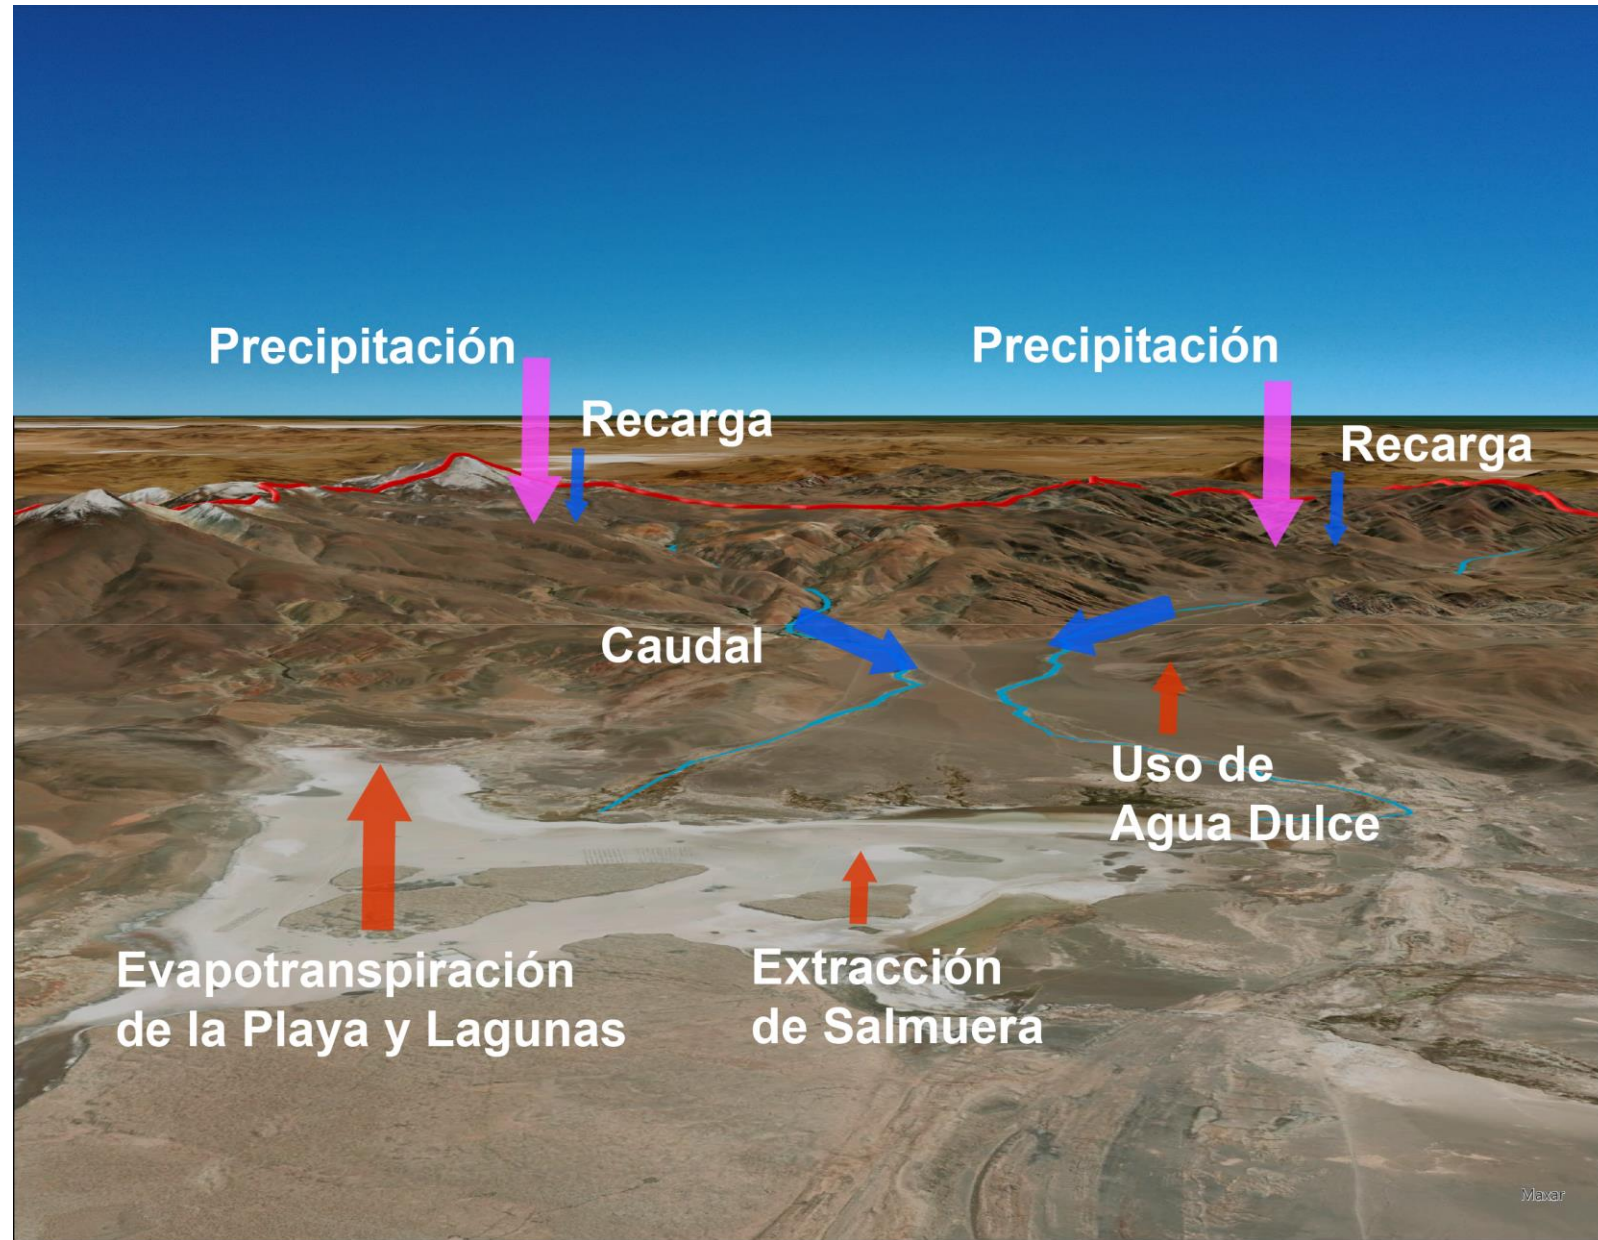 Precipitación
Precipitación
Recarga
Recarga
Caudal
Uso de
Agua Dulce
Evapotranspiración
de la Playa y Lagunas
Extracción
de Salmuera
Maxar